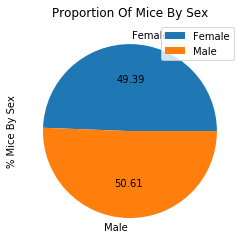 Proportion Of Mice By Sex
Female
Male
49.39
% Mice By Sex
50.61
Male